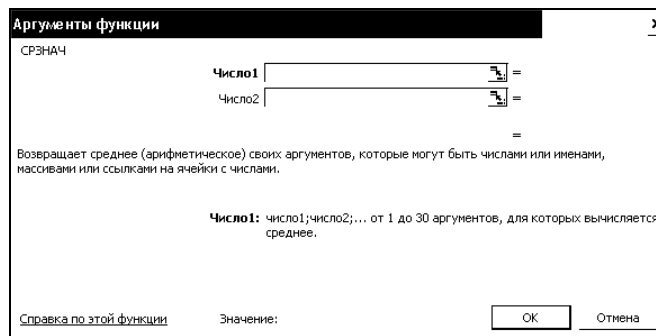 Аргументы функции
СРЗНАЧ
Число1 =
Число2 =
=
Возвращает среднее (арифметическое) своих аргументов, которые могут быть числами или именами,
массивами или ссылками на ячейки с числами.
Число1: число1;число2;... от 1 до 30 аргументов, для которых вычисляется
среднее.
Справка по этой функции Значение: OK Отмена